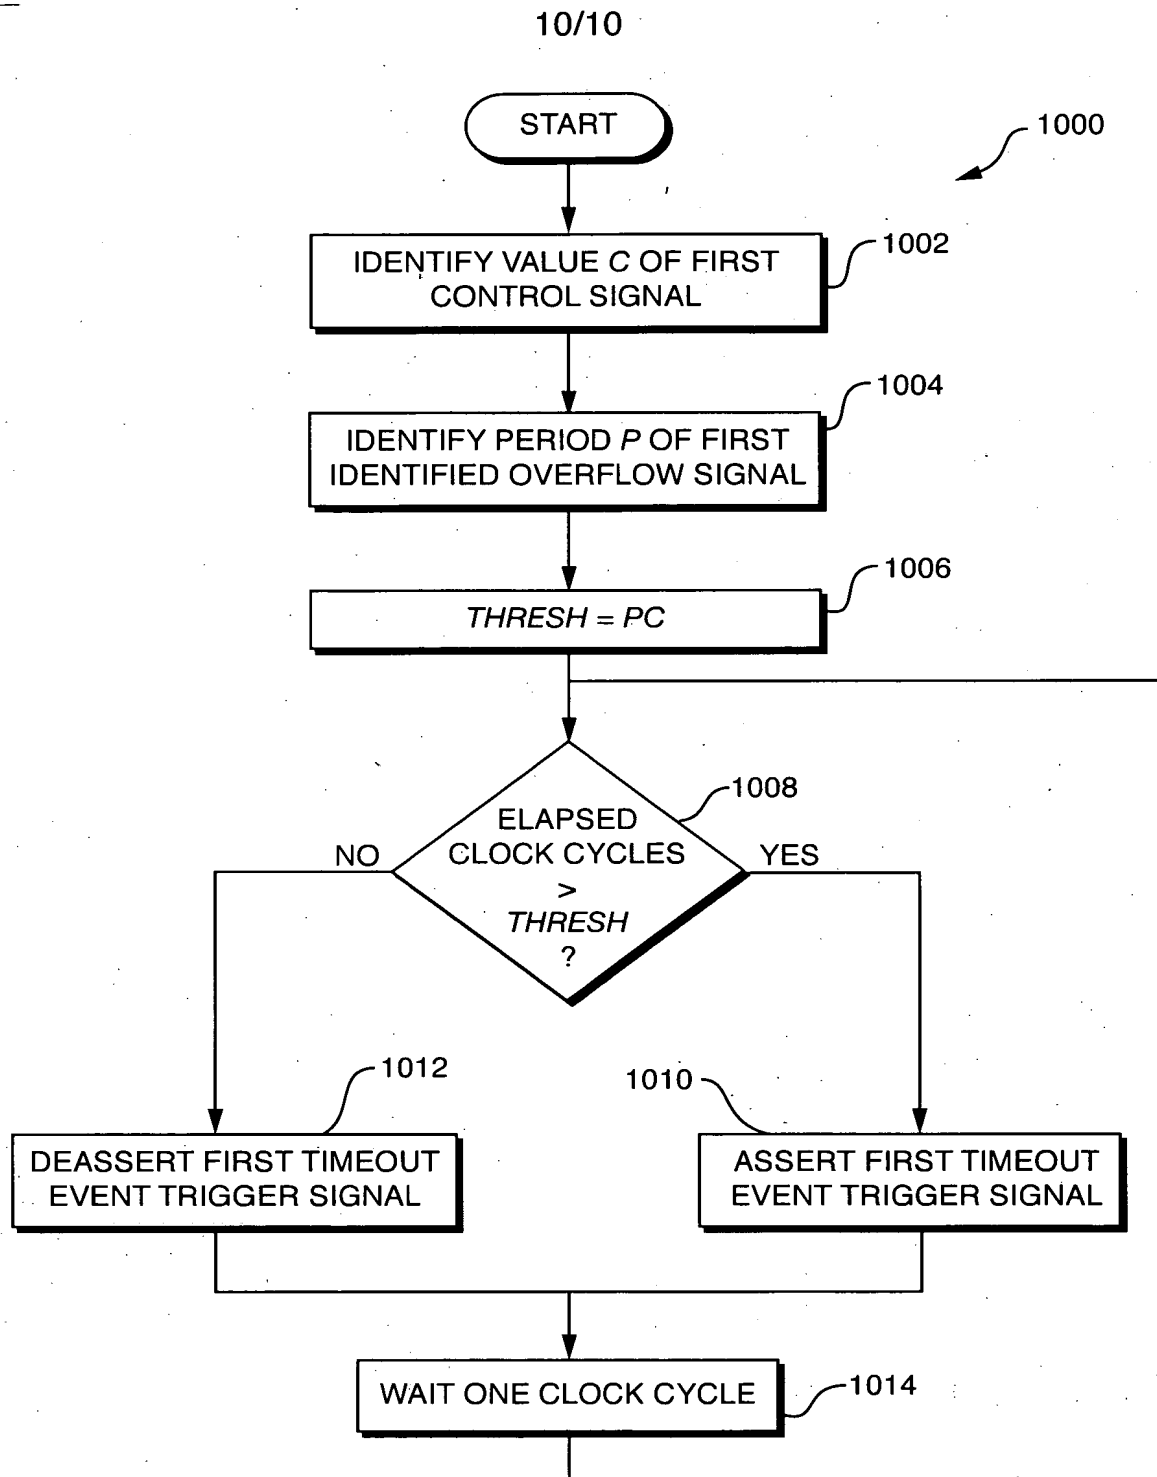 10/10
START
1000
1002
IDENTIFY VALUE C OF FIRST
CONTROL SIGNAL
1004
IDENTIFY PERIOD P OF FIRST
IDENTIFIED OVERFLOW SIGNAL
1006
THRESH = PC
1008
ELAPSED
CLOCK CYCLES
>
THRESH
?
NO
YES
1012
1010
DEASSERT FIRST TIMEOUT
EVENT TRIGGER SIGNAL
ASSERT FIRST TIMEOUT
EVENT TRIGGER SIGNAL
WAIT ONE CLOCK CYCLE
1014